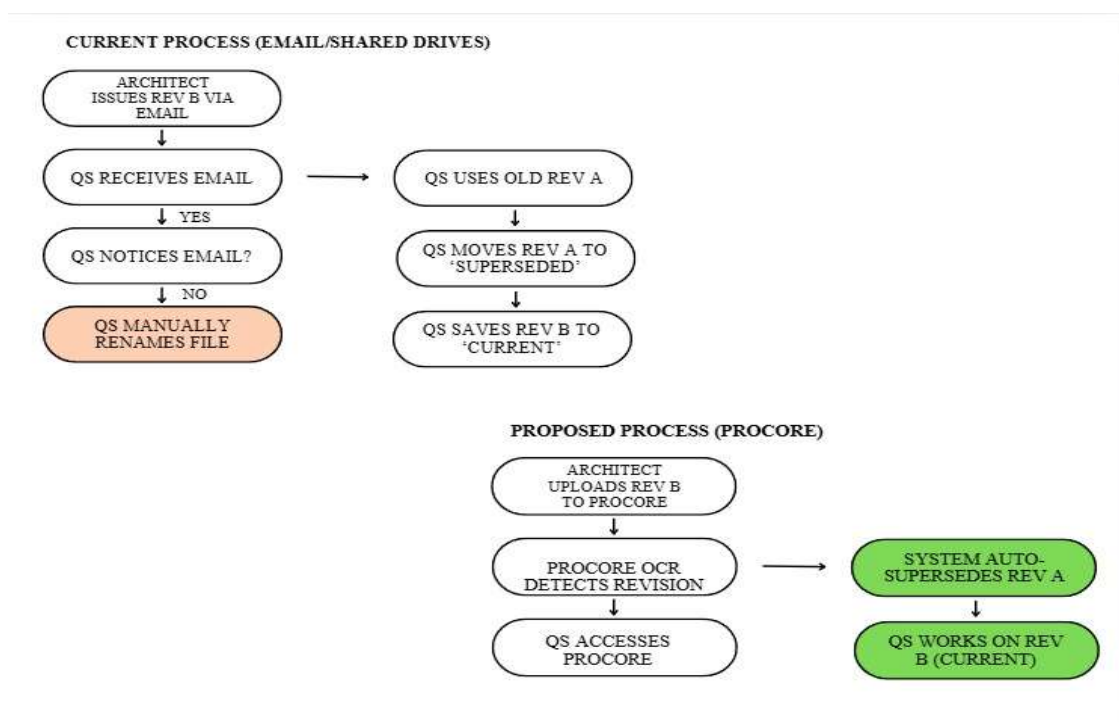 CURRENT PROCESS (EMAIL/SHARED DRIVES)
ARCHITECT
ISSUES REV B VIA
EMAIL
QS RECEIVES EMAIL
YES
QS NOTICES EMAIL?
NO
QS MANUALLY
RENAMES FILE
QS USES OLD REV A
QS MOVES REV A TO
‘SUPERSEDED’
QS SAVES REV B TO
‘CURRENT’
PROPOSED PROCESS (PROCORE)
ARCHITECT
UPLOADS REV B
TO PROCORE
PROCORE OCR
DETECTS REVISION
QS ACCESSES
PROCORE
SYSTEM AUTO-
SUPERSEDES REV A
QS WORKS ON REV
B (CURRENT)